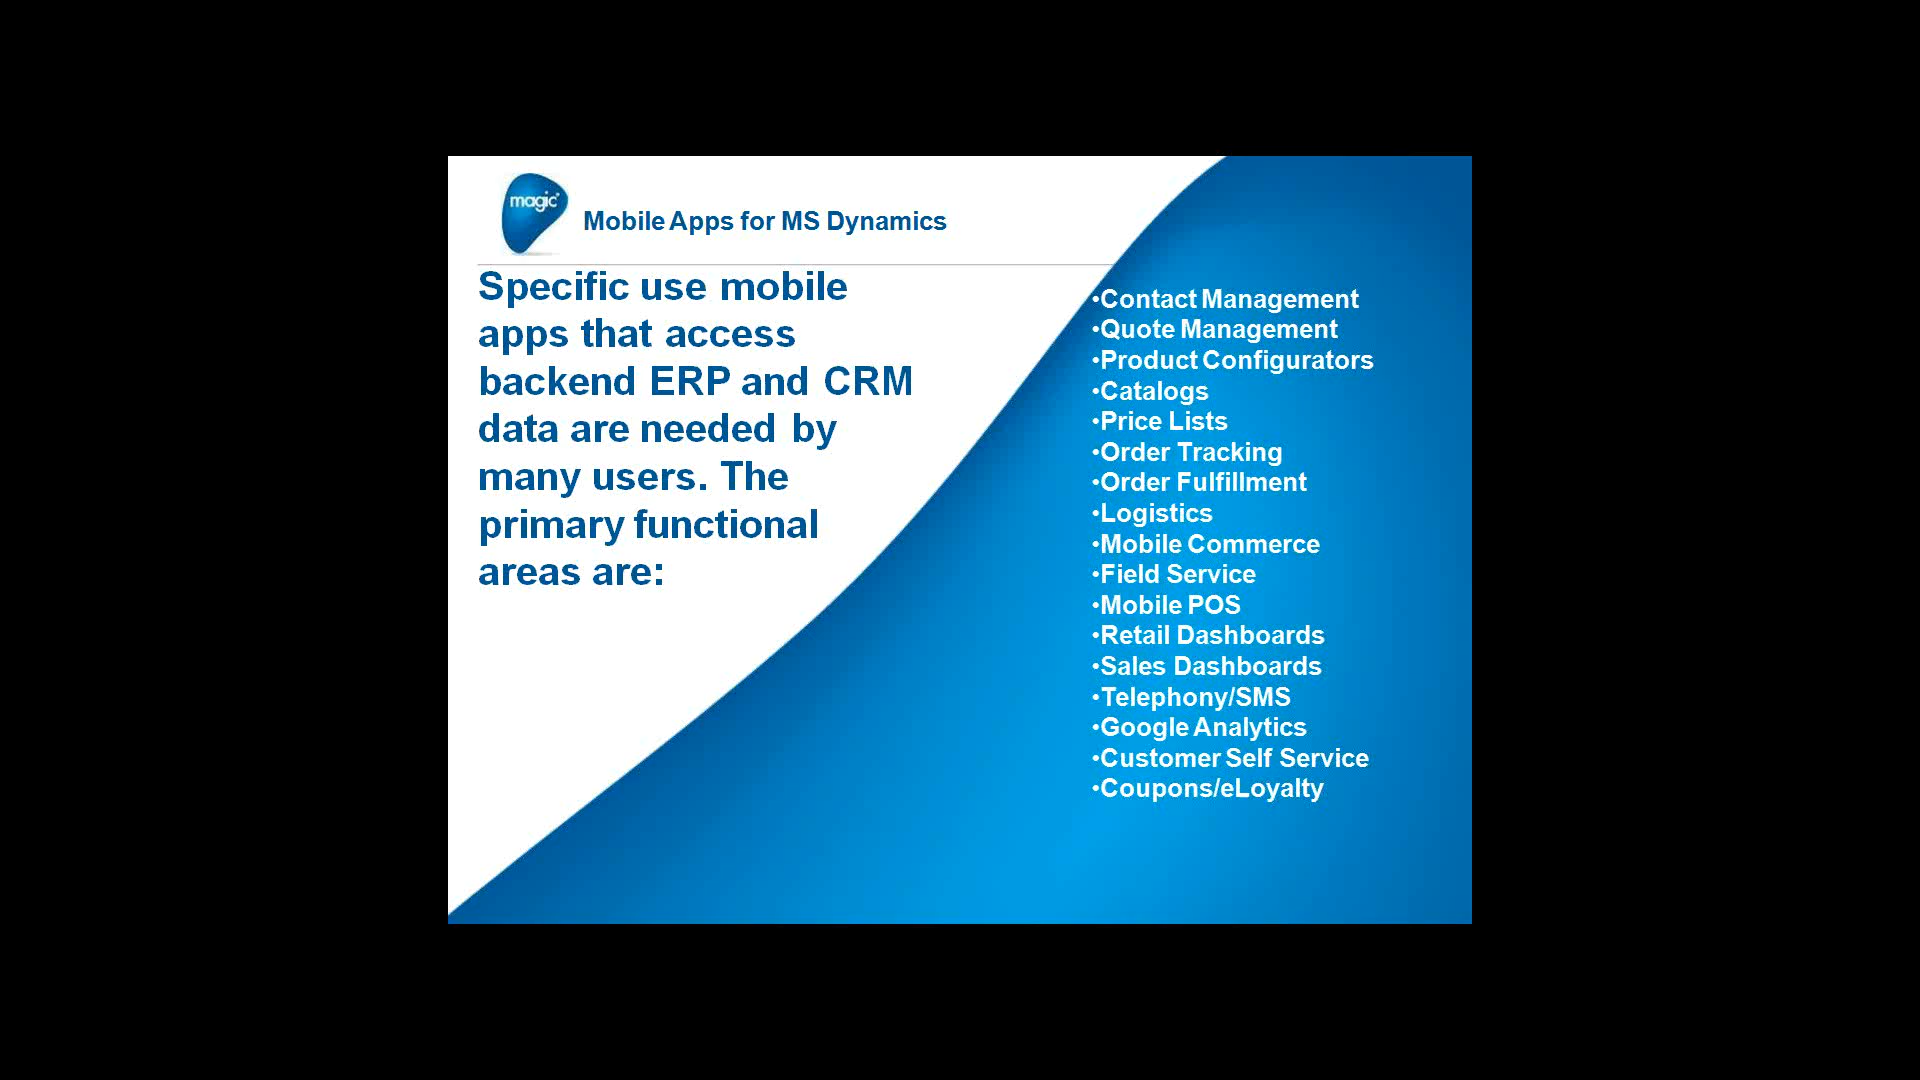 magic
Mobile Apps for MS Dynamics
Specific use mobile
apps that access
backend ERP and CRM
data are needed by
many users. The
primary functional
areas are:
•Contact Management
•Quote Management
•Product Configurators
•Catalogs
•Price Lists
•Order Tracking
•Order Fulfillment
•Logistics
•Mobile Commerce
•Field Service
•Mobile POS
•Retail Dashboards
•Sales Dashboards
•Telephony/SMS
•Google Analytics
•Customer Self Service
•Coupons/eLoyalty